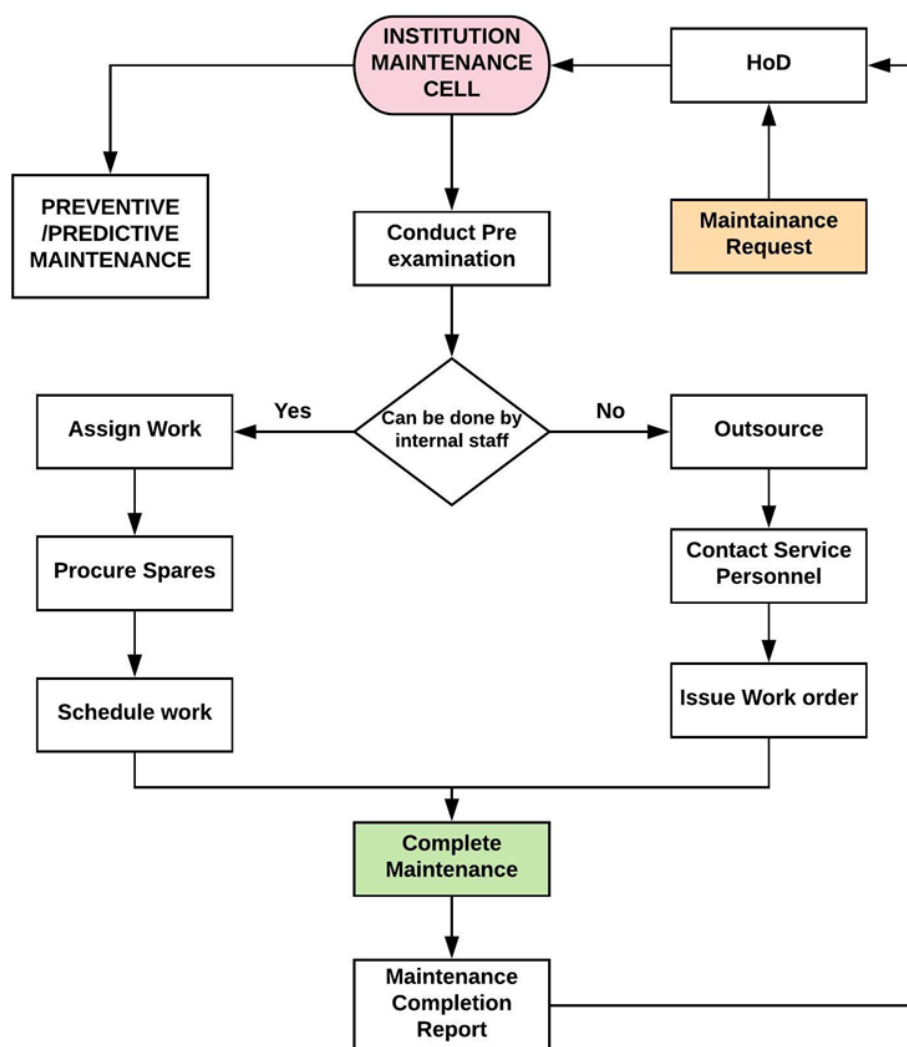 INSTITUTION
MAINTENANCE
CELL
HoD
PREVENTIVE
/PREDICTIVE
MAINTENANCE
Conduct Pre
examination
Maintainance
Request
Can be done by
internal staff
Yes
No
Assign Work
Outsource
Procure Spares
Contact Service
Personnel
Schedule work
Issue Work order
Complete
Maintenance
Maintenance
Completion
Report